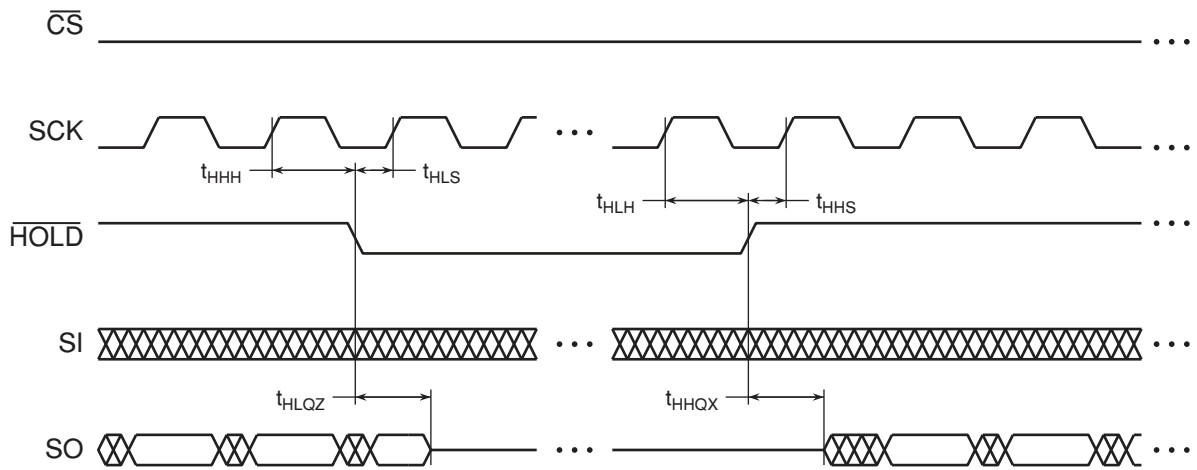 CS
SCK
tHHH
tHLS
tHLH
tHHS
HOLD
SI
tHLQZ
tHHQX
SO